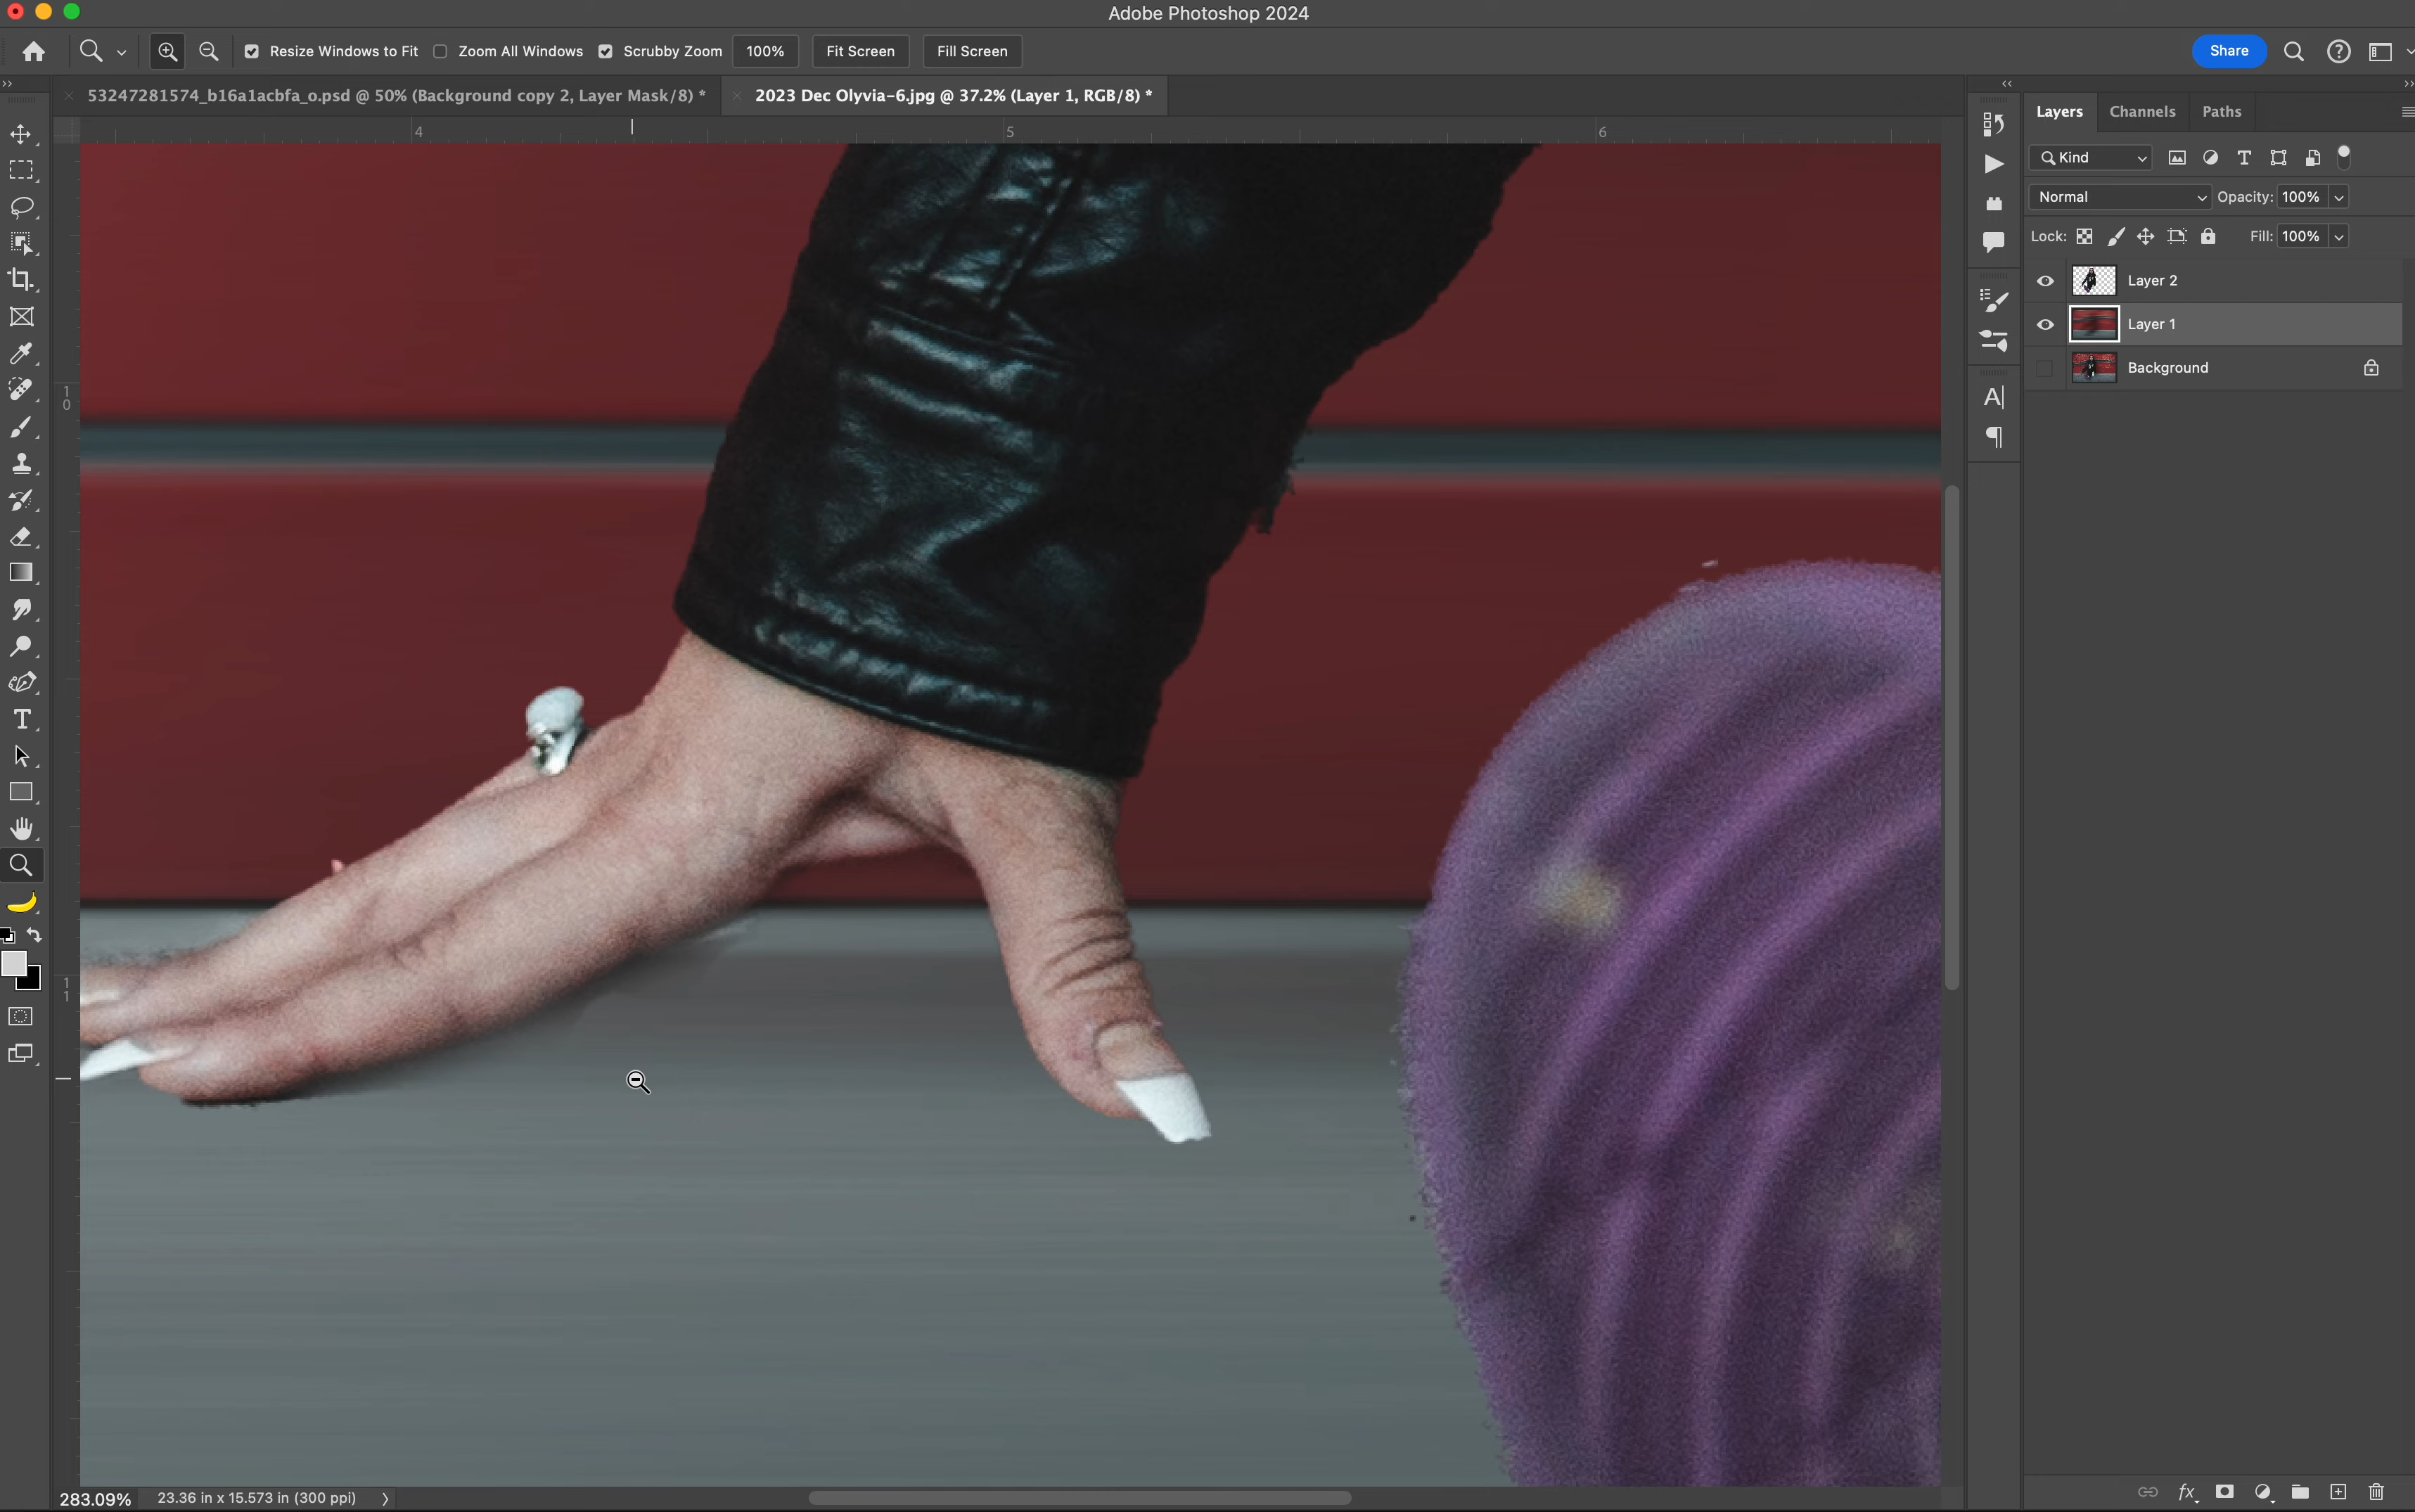 Adobe Photoshop 2024
Resize Windows to Fit Zoom All Windows Scrubby Zoom 100% Fit Screen Fill Screen Share
53247281574_b16a1acbfa_o.psd @ 50% (Background copy 2, Layer Mask/8) * 2023 Dec Olyvia-6.jpg @ 37.2% (Layer 1, RGB/8) *
Layers Channels Paths
4 5 6
Kind
Normal Opacity: 100%
Lock: Fill: 100%
Layer 2
Layer 1
Background
10
11
283.09% 23.36 in x 15.573 in (300 ppi)